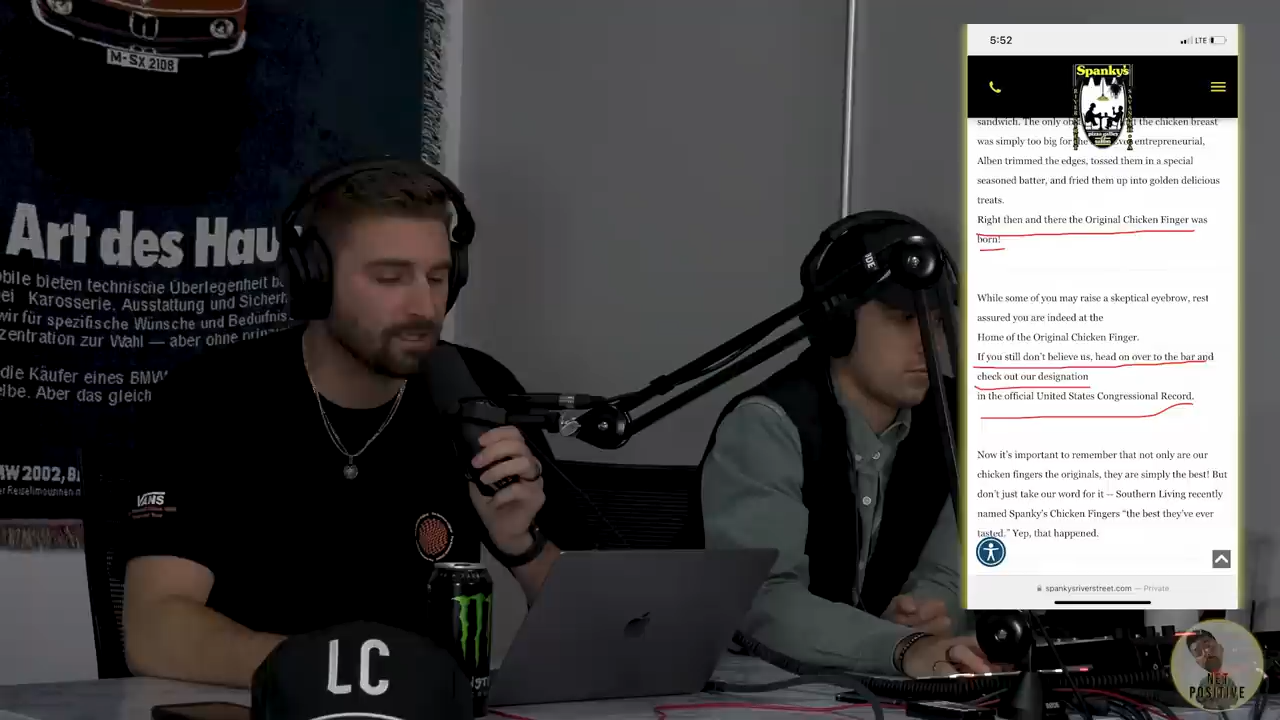 M-SX 2108
Art des Hau
obile bieten technische Überlegenheit b
ei Karosserie, Ausstattung und Sicherh
wir für spezifische Wünsche und Bedürfnis
zentration zur Wahl — aber ohne prinz
die Käufer eines BMW
lbe. Aber das gleich
MW 2002, B
VANS
LC
RØDE
5:52
LTE
Spanky's
RIVER STREET
SAVANNAH
sandwich. The only ob the chicken breast
was simply too big for the entrepreneurial,
Alben trimmed the edges, tossed them in a special
seasoned batter, and fried them up into golden delicious
treats.
Right then and there the Original Chicken Finger was
born!
While some of you may raise a skeptical eyebrow, rest
assured you are indeed at the
Home of the Original Chicken Finger.
If you still don't believe us, head on over to the bar and
check out our designation
in the official United States Congressional Record.
Now it's important to remember that not only are our
chicken fingers the originals, they are simply the best! But
don't just take our word for it — Southern Living recently
named Spanky's Chicken Fingers "the best they've ever
tasted." Yep, that happened.
spankysriverstreet.com — Private
NET
POSITIVE